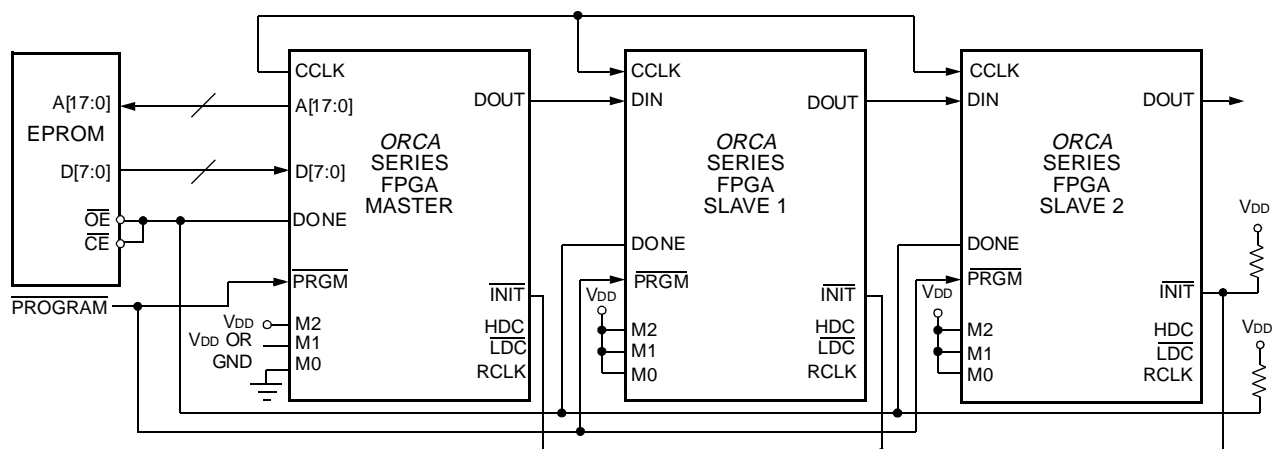 EPROM
A[17:0]
D[7:0]
OE
CE
PROGRAM
CCLK
A[17:0]
D[7:0]
DONE
PRGM
VDD
M2
VDD OR
GND
M1
M0
ORCA
SERIES
FPGA
MASTER
DOUT
INIT
HDC
LDC
RCLK
CCLK
DIN
DONE
PRGM
VDD
M2
M1
M0
ORCA
SERIES
FPGA
SLAVE 1
DOUT
INIT
HDC
LDC
RCLK
CCLK
DIN
DONE
PRGM
VDD
M2
M1
M0
ORCA
SERIES
FPGA
SLAVE 2
DOUT
INIT
HDC
LDC
RCLK
VDD
VDD